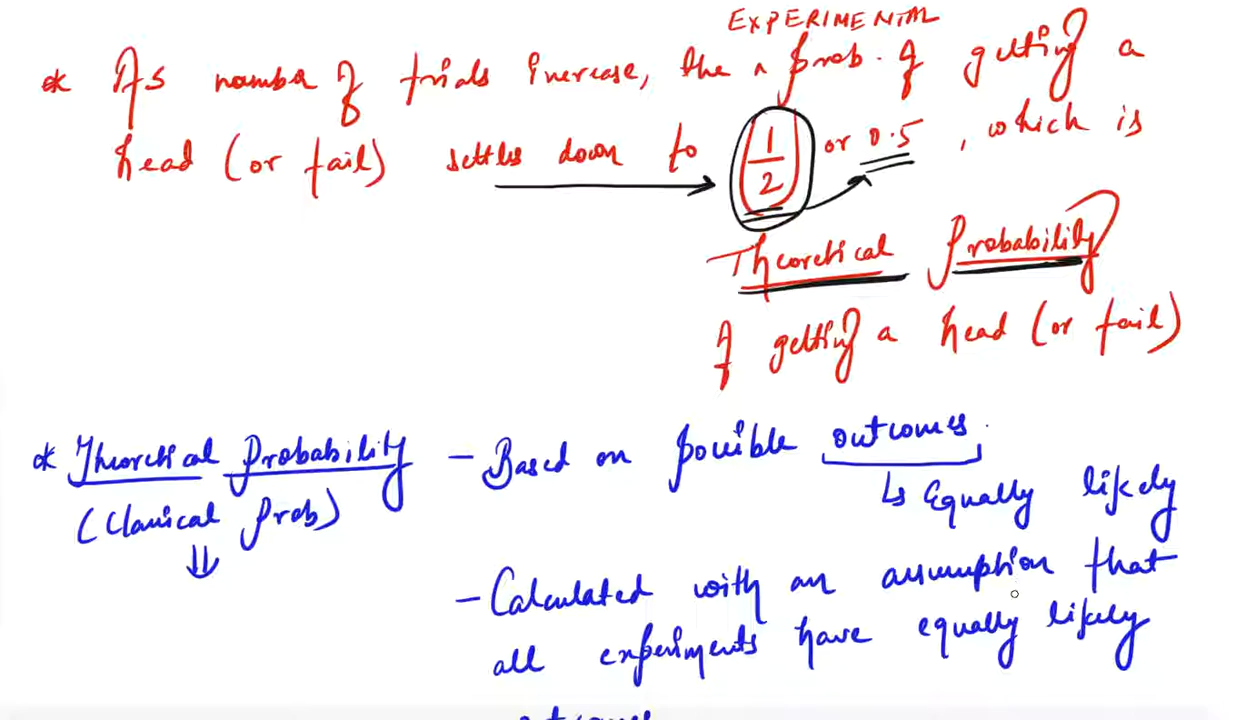 EXPERIMENTAL
* As number of trials increase, the ^ prob. of getting a
head (or tail) settles down to 1/2 or 0.5, which is
Theoretical Probability
of getting a head (or tail)
* Theoretical Probability - Based on possible outcomes.
↳ Equally likely
(Classical Prob)
⇓
- Calculated with an assumption that
all experiments have equally likely
outcomes